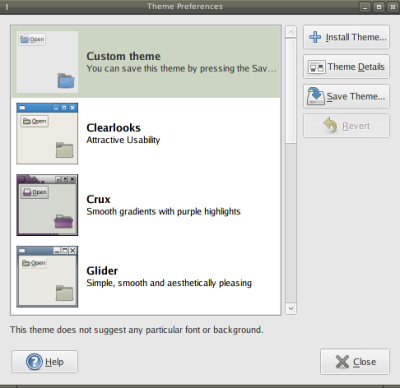 Theme Preferences
Open
Custom theme
You can save this theme by pressing the Sav...
Open
Clearlooks
Attractive Usability
Open
Crux
Smooth gradients with purple highlights
Open
Glider
Simple, smooth and aesthetically pleasing
Install Theme...
Theme Details
Save Theme...
Revert
This theme does not suggest any particular font or background.
Help
Close